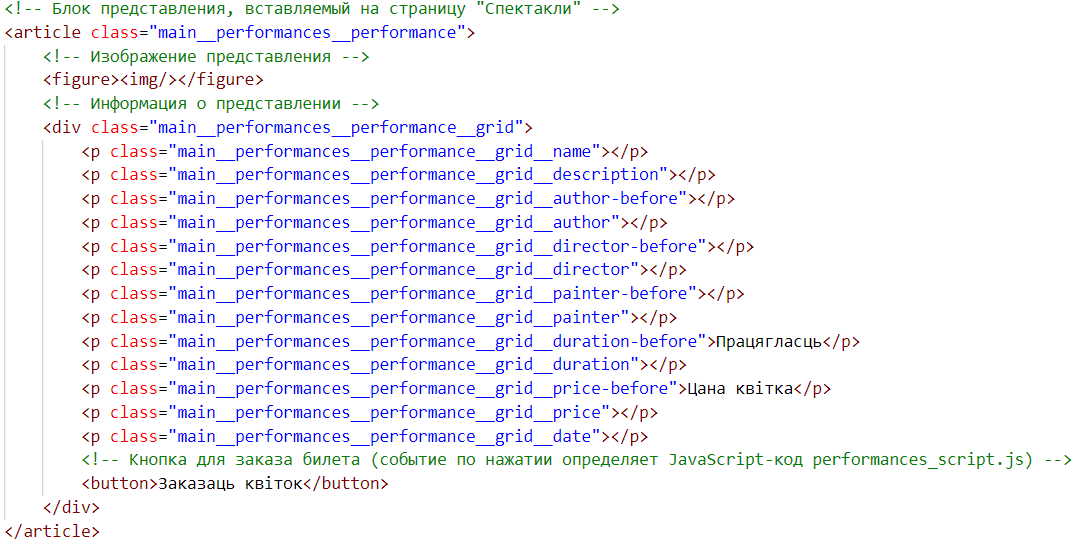 <!-- Блок представления, вставляемый на страницу "Спектакли" -->
<article class="main__performances__performance">
<!-- Изображение представления -->
<figure><img/></figure>
<!-- Информация о представлении -->
<div class="main__performances__performance__grid">
<p class="main__performances__performance__grid__name"></p>
<p class="main__performances__performance__grid__description"></p>
<p class="main__performances__performance__grid__author-before"></p>
<p class="main__performances__performance__grid__author"></p>
<p class="main__performances__performance__grid__director-before"></p>
<p class="main__performances__performance__grid__director"></p>
<p class="main__performances__performance__grid__painter-before"></p>
<p class="main__performances__performance__grid__painter"></p>
<p class="main__performances__performance__grid__duration-before">Працягласць</p>
<p class="main__performances__performance__grid__duration"></p>
<p class="main__performances__performance__grid__price-before">Цана квітка</p>
<p class="main__performances__performance__grid__price"></p>
<p class="main__performances__performance__grid__date"></p>
<!-- Кнопка для заказа билета (событие по нажатии определяет JavaScript-код performances_script.js) -->
<button>Заказаць квіток</button>
</div>
</article>